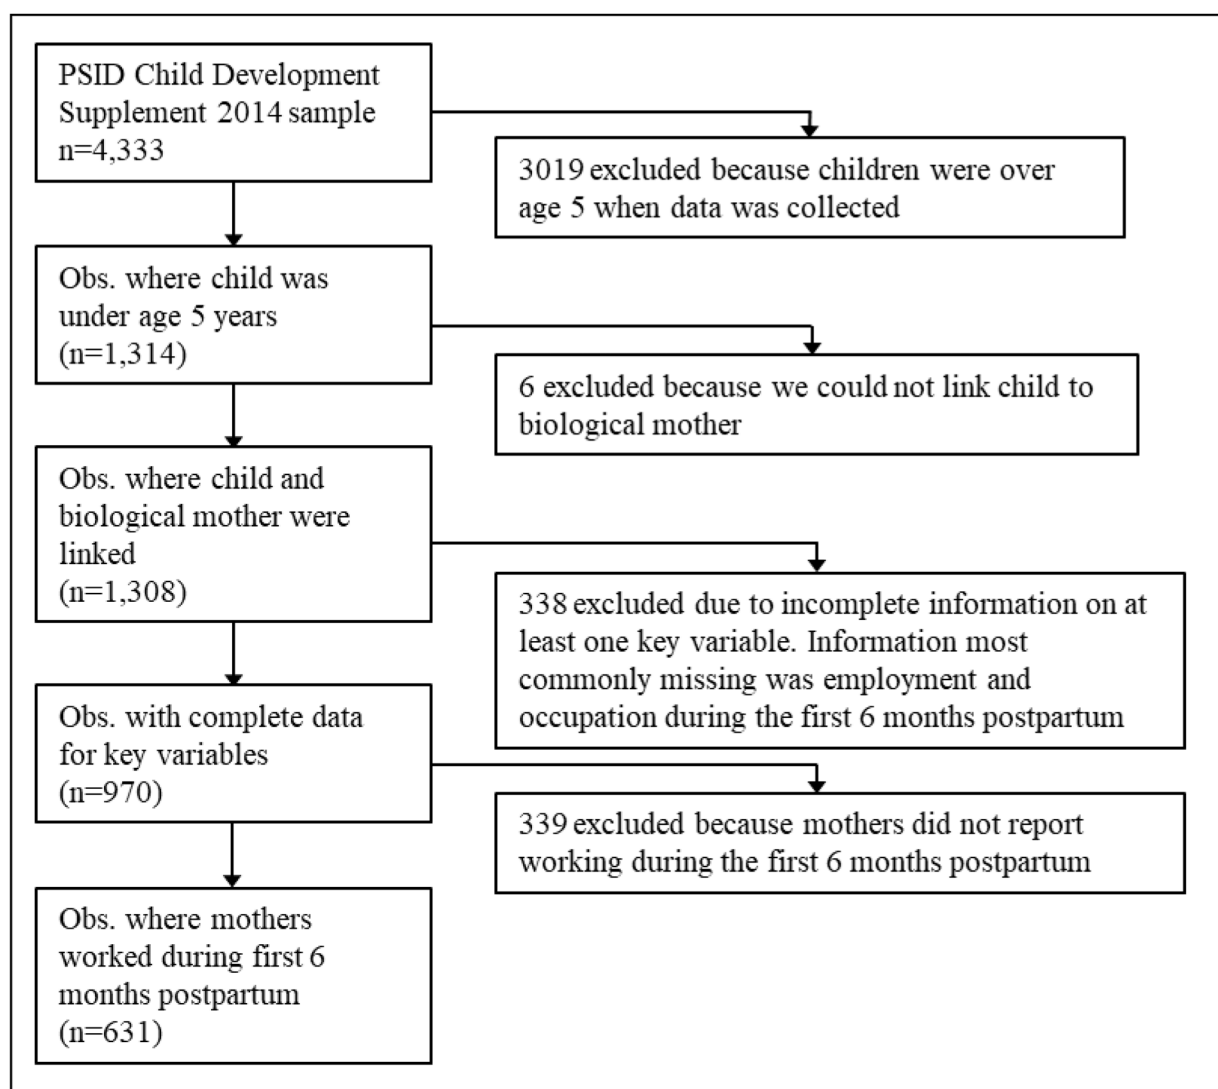 PSID Child Development
Supplement 2014 sample
n=4,333
3019 excluded because children were over
age 5 when data was collected
Obs. where child was
under age 5 years
(n=1,314)
6 excluded because we could not link child to
biological mother
Obs. where child and
biological mother were
linked
(n=1,308)
338 excluded due to incomplete information on at
least one key variable. Information most
commonly missing was employment and
occupation during the first 6 months postpartum
Obs. with complete data
for key variables
(n=970)
339 excluded because mothers did not report
working during the first 6 months postpartum
Obs. where mothers
worked during first 6
months postpartum
(n=631)